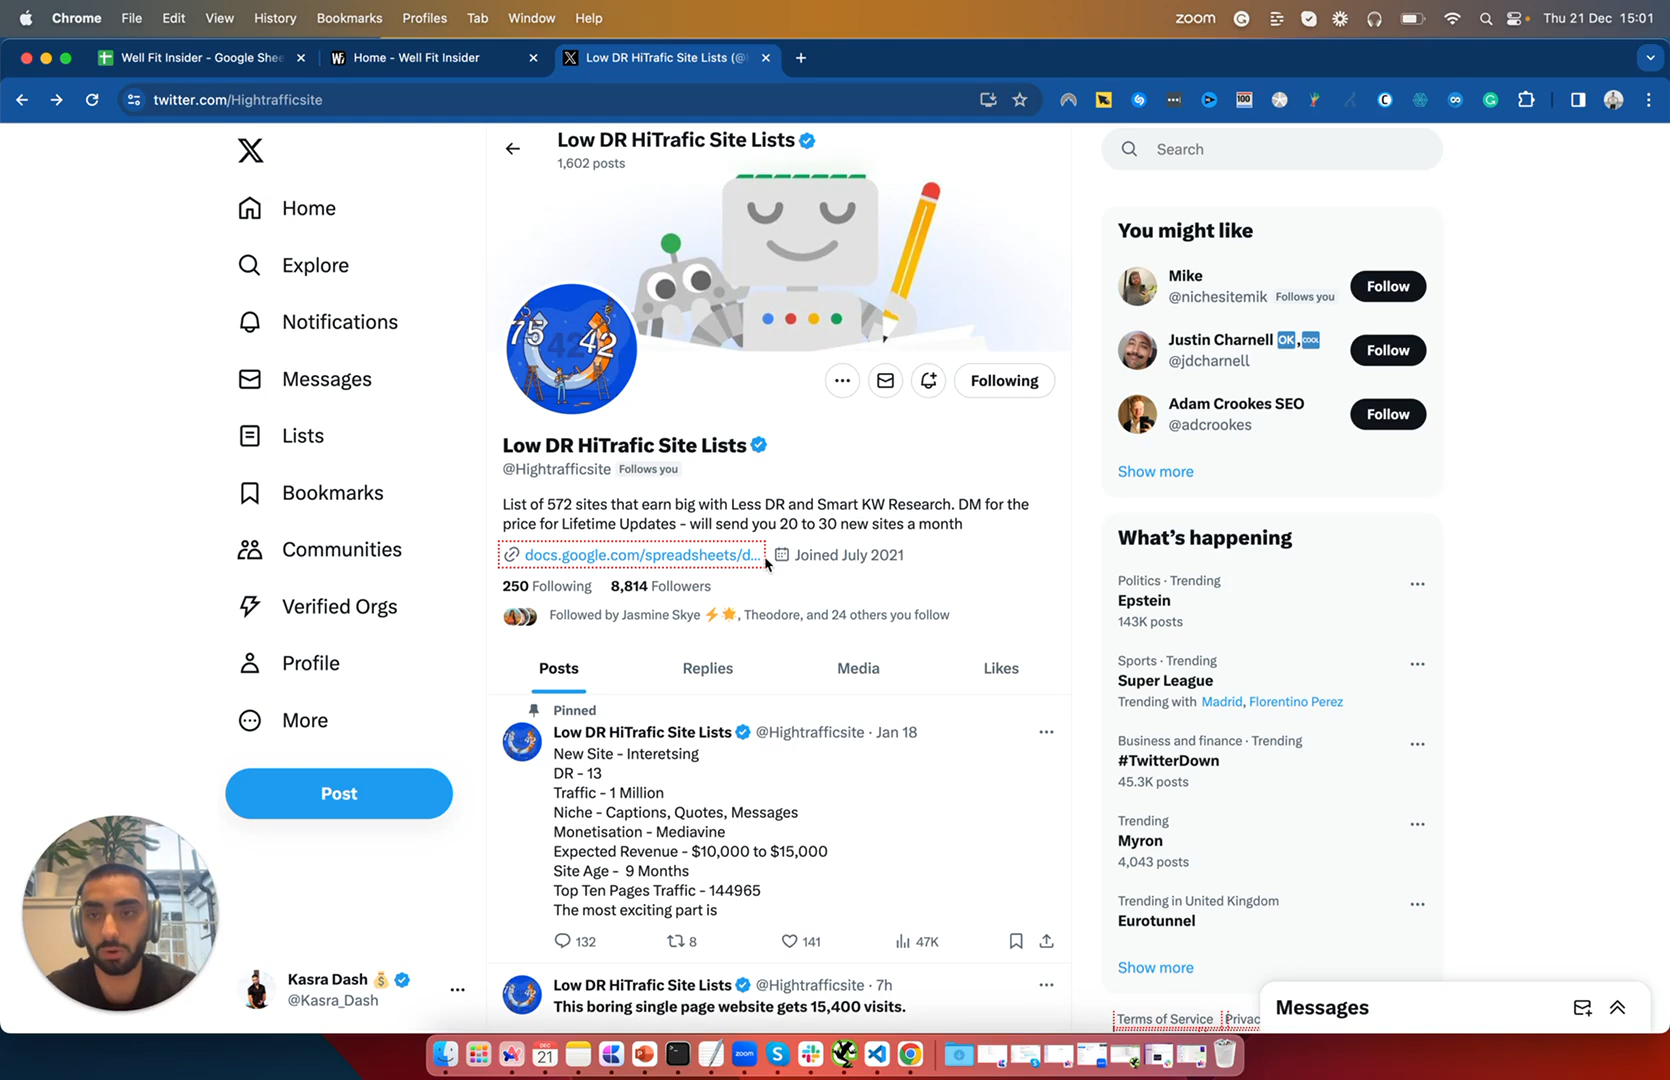 Chrome File Edit View History Bookmarks Profiles Tab Window Help
zoom Thu 21 Dec 15:01
Well Fit Insider - Google Shee
Home - Well Fit Insider
Low DR HiTrafic Site Lists (@
twitter.com/Hightrafficsite
100
Home
Explore
Notifications
Messages
Lists
Bookmarks
Communities
Verified Orgs
Profile
More
Post
Kasra Dash
@Kasra_Dash
Low DR HiTrafic Site Lists
1,602 posts
75 42 42
Following
Low DR HiTrafic Site Lists
@Hightrafficsite Follows you
List of 572 sites that earn big with Less DR and Smart KW Research. DM for the
price for Lifetime Updates - will send you 20 to 30 new sites a month
docs.google.com/spreadsheets/d... Joined July 2021
250 Following 8,814 Followers
Followed by Jasmine Skye ⚡🌟, Theodore, and 24 others you follow
Posts Replies Media Likes
Pinned
Low DR HiTrafic Site Lists @Hightrafficsite · Jan 18
New Site - Interetsing
DR - 13
Traffic - 1 Million
Niche - Captions, Quotes, Messages
Monetisation - Mediavine
Expected Revenue - $10,000 to $15,000
Site Age - 9 Months
Top Ten Pages Traffic - 144965
The most exciting part is
132 8 141 47K
Low DR HiTrafic Site Lists @Hightrafficsite · 7h
This boring single page website gets 15,400 visits.
Search
You might like
Mike
@nichesitemik Follows you
Follow
Justin Charnell OK,COOL
@jdcharnell
Follow
Adam Crookes SEO
@adcrookes
Follow
Show more
What's happening
Politics · Trending
Epstein
143K posts
Sports · Trending
Super League
Trending with Madrid, Florentino Perez
Business and finance · Trending
#TwitterDown
45.3K posts
Trending
Myron
4,043 posts
Trending in United Kingdom
Eurotunnel
Show more
Terms of Service Privac
Messages
DEC
21
zoom